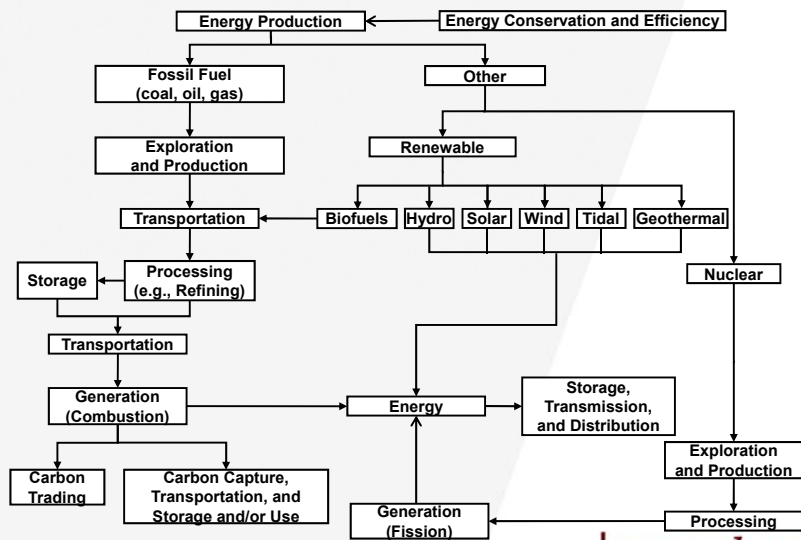 Energy Production
Energy Conservation and Efficiency
Fossil Fuel
(coal, oil, gas)
Other
Exploration
and Production
Renewable
Transportation
Biofuels
Hydro
Solar
Wind
Tidal
Geothermal
Storage
Processing
(e.g., Refining)
Nuclear
Transportation
Generation
(Combustion)
Energy
Storage,
Transmission,
and Distribution
Carbon
Trading
Carbon Capture,
Transportation, and
Storage and/or Use
Exploration
and Production
Generation
(Fission)
Processing